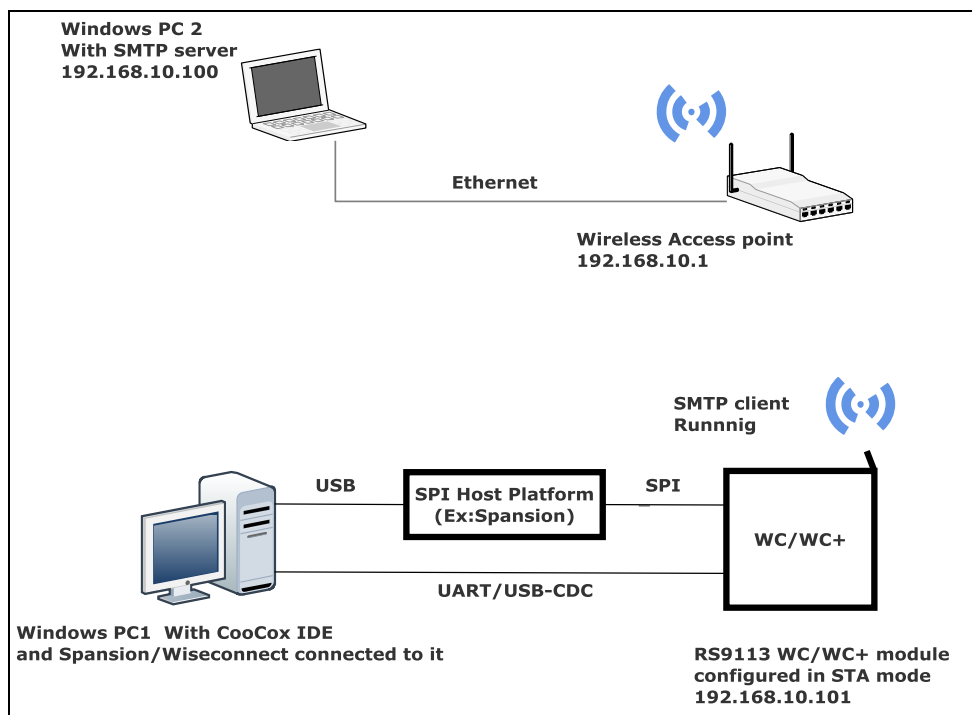 Windows PC 2
With SMTP server
192.168.10.100
Ethernet
Wireless Access point
192.168.10.1
SMTP client
Runnnig
USB
SPI Host Platform
(Ex:Spansion)
SPI
WC/WC+
UART/USB-CDC
Windows PC1  With CooCox IDE
and Spansion/Wiseconnect connected to it
RS9113 WC/WC+ module
configured in STA mode
192.168.10.101